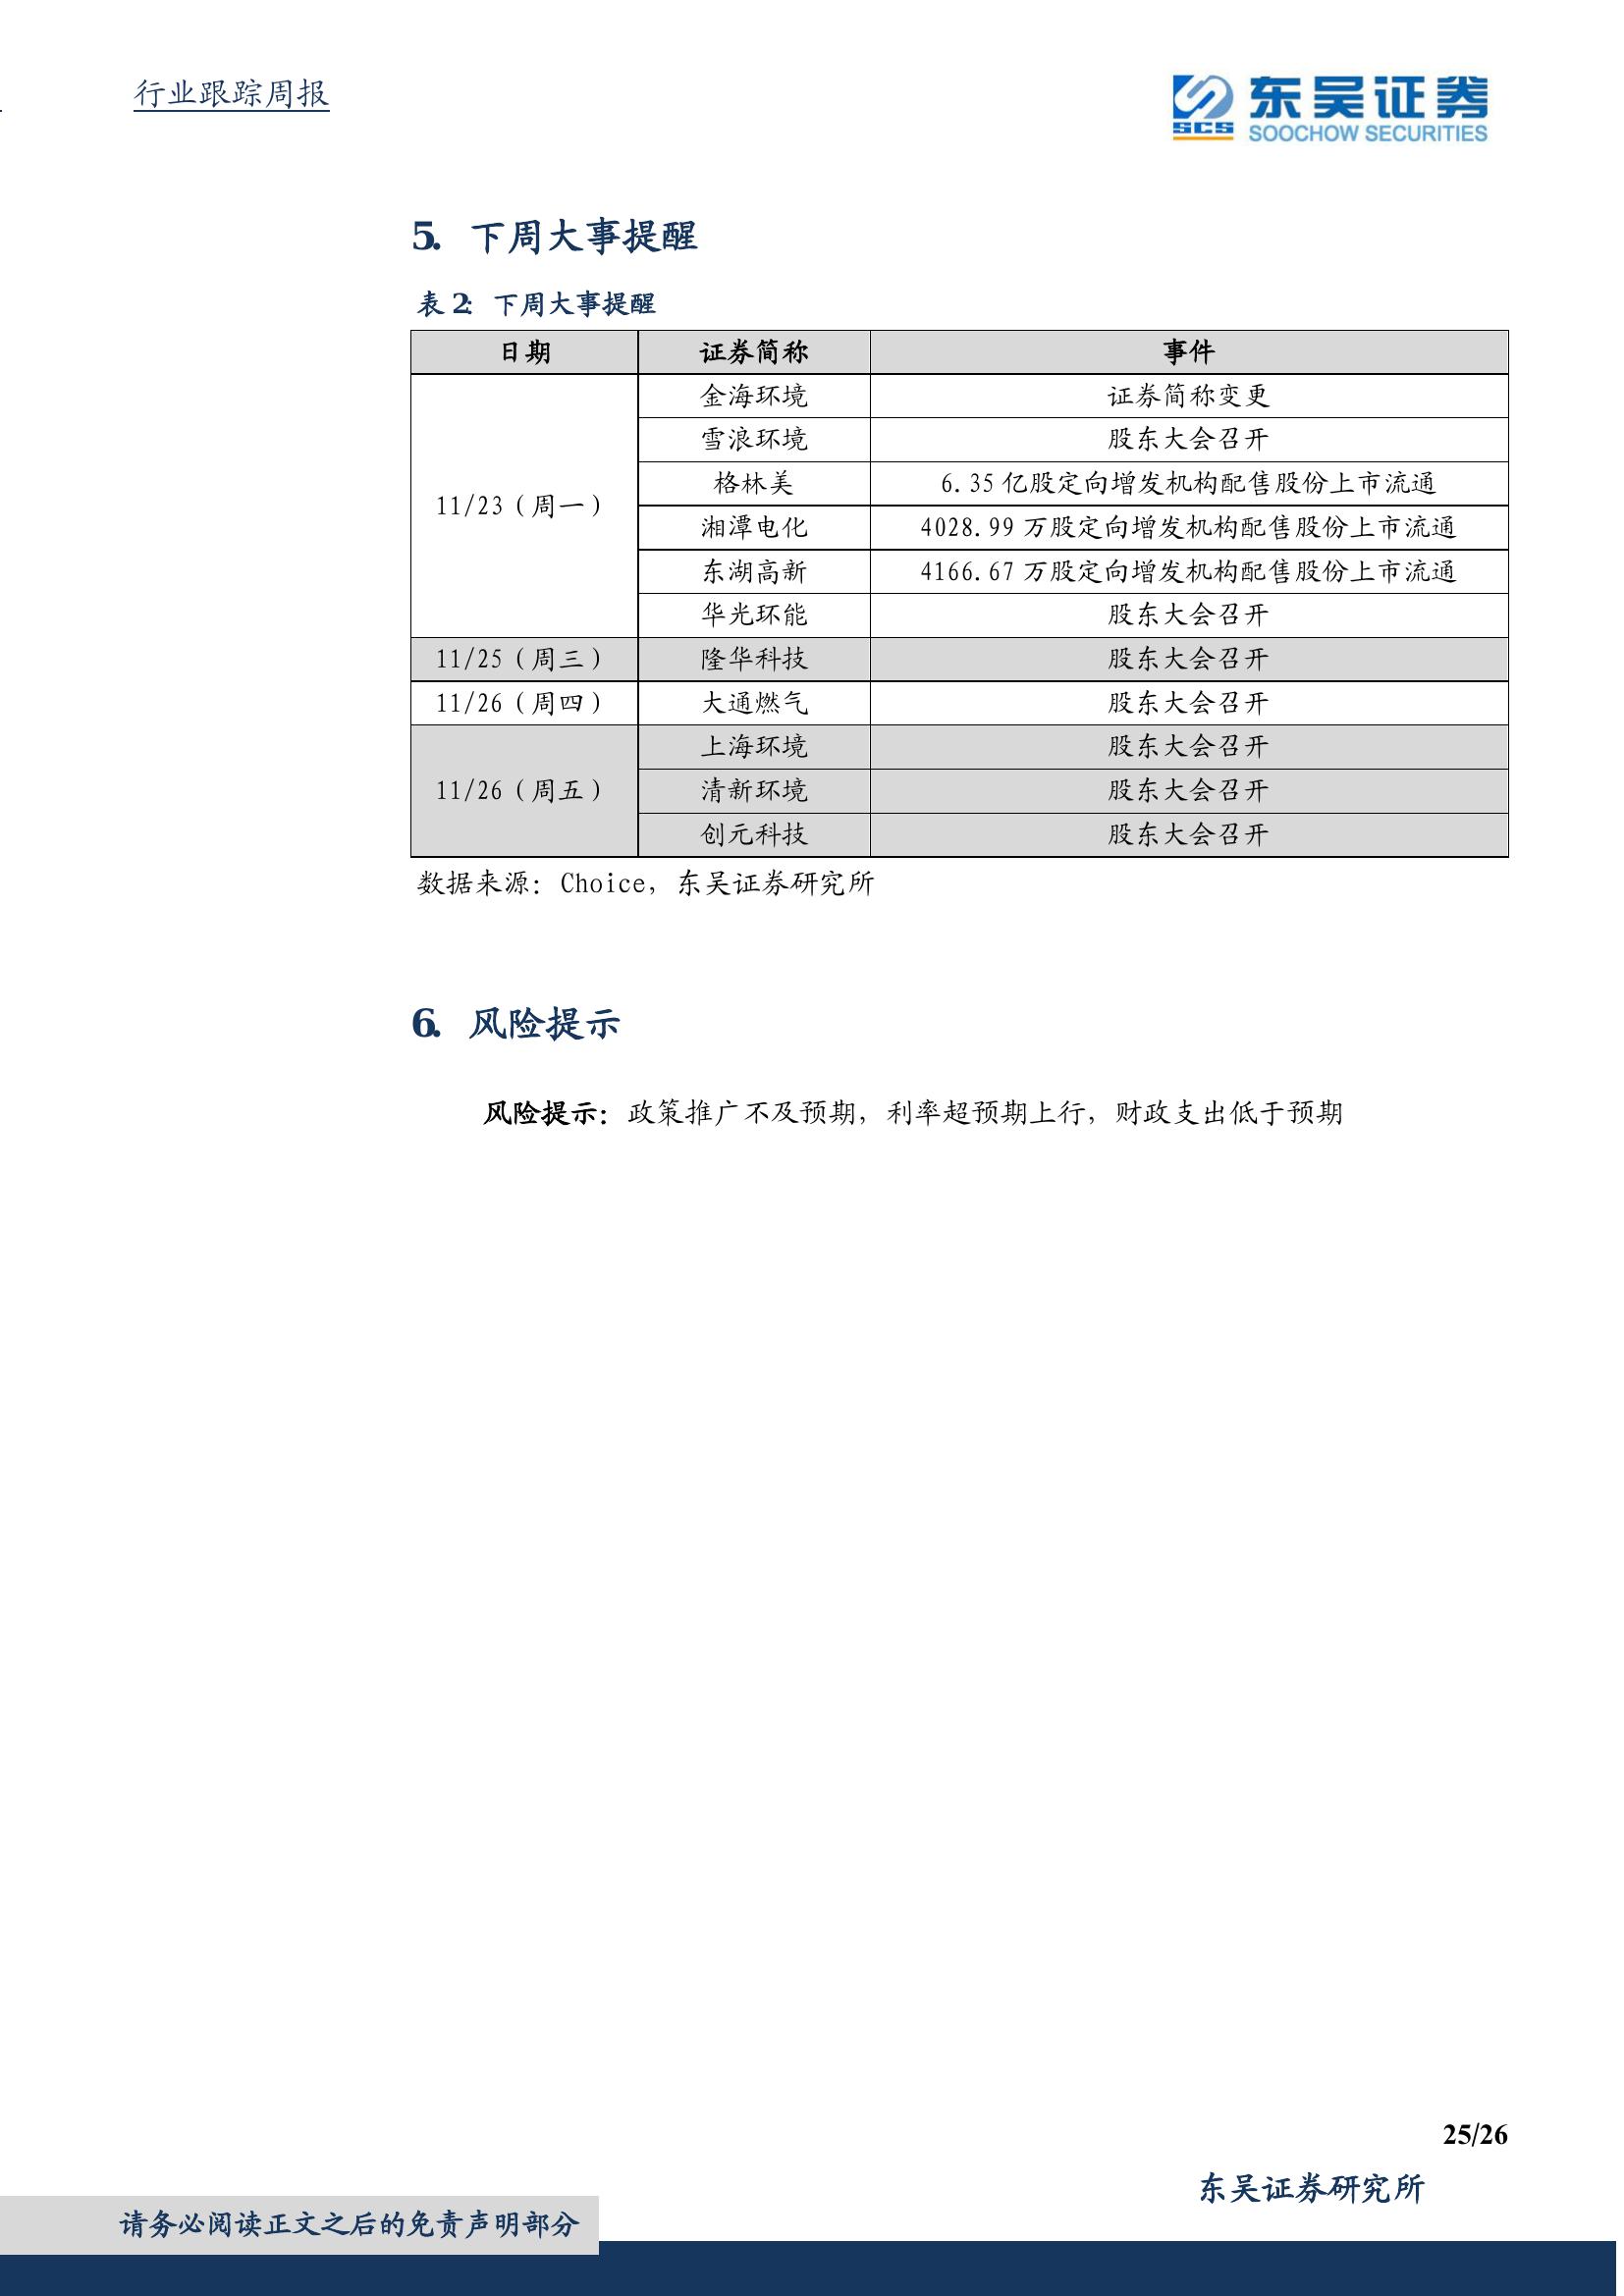 行业跟踪周报
SCS
东吴证券
SOOCHOW SECURITIES
5. 下周大事提醒
表 2: 下周大事提醒
日期 证券简称 事件
11/23（周一） 金海环境 证券简称变更
雪浪环境 股东大会召开
格林美 6.35 亿股定向增发机构配售股份上市流通
湘潭电化 4028.99 万股定向增发机构配售股份上市流通
东湖高新 4166.67 万股定向增发机构配售股份上市流通
华光环能 股东大会召开
11/25（周三） 隆华科技 股东大会召开
11/26（周四） 大通燃气 股东大会召开
11/26（周五） 上海环境 股东大会召开
清新环境 股东大会召开
创元科技 股东大会召开
数据来源：Choice，东吴证券研究所
6. 风险提示
风险提示：政策推广不及预期，利率超预期上行，财政支出低于预期
25/26
东吴证券研究所
请务必阅读正文之后的免责声明部分